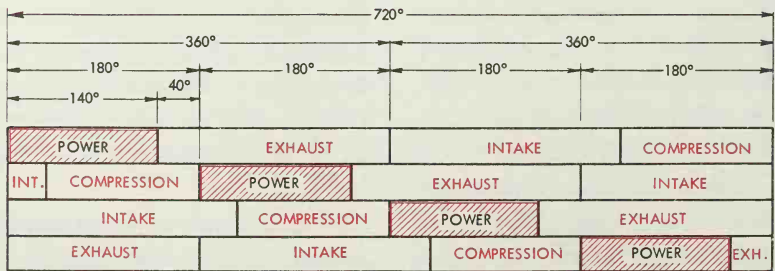 720°
360° 360°
180° 180° 180° 180°
140° 40°
POWER EXHAUST INTAKE COMPRESSION
INT. COMPRESSION POWER EXHAUST INTAKE
INTAKE COMPRESSION POWER EXHAUST
EXHAUST INTAKE COMPRESSION POWER EXH.